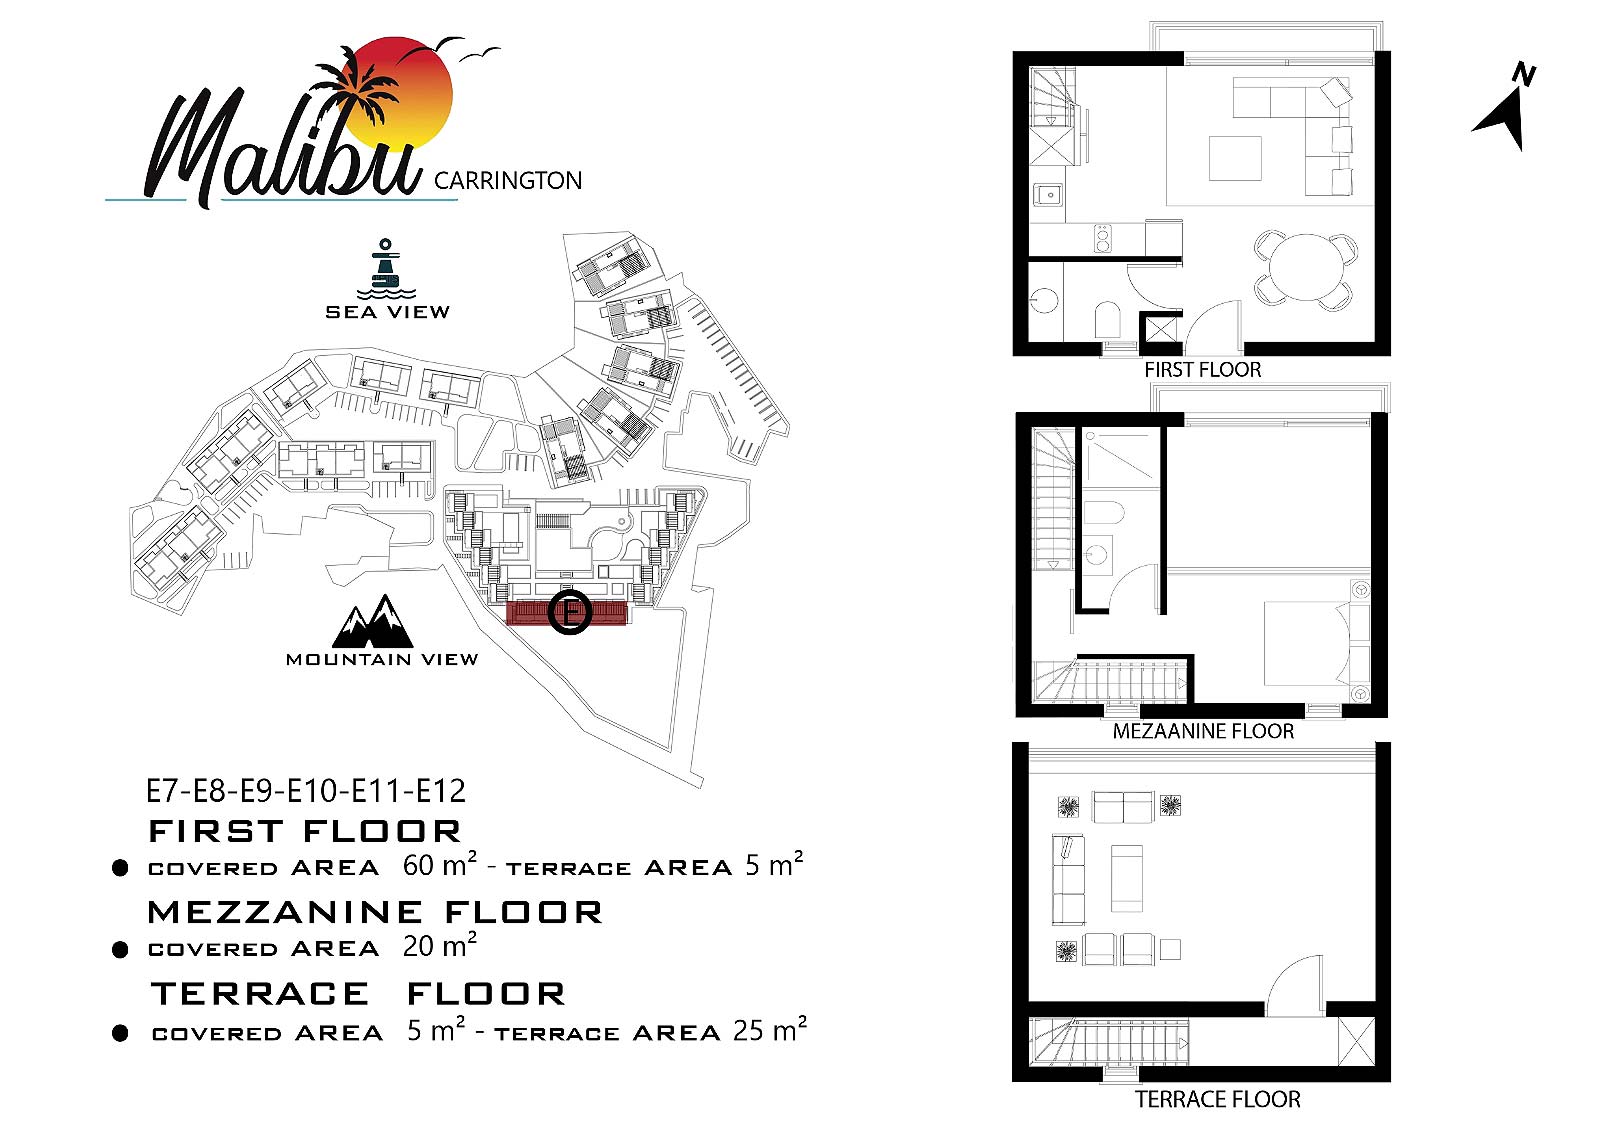 Malibu CARRINGTON
SEA VIEW
E
MOUNTAIN VIEW
E7-E8-E9-E10-E11-E12
FIRST FLOOR
● COVERED AREA 60 m² - TERRACE AREA 5 m²
MEZZANINE FLOOR
● COVERED AREA 20 m²
TERRACE FLOOR
● COVERED AREA 5 m² - TERRACE AREA 25 m²
N
FIRST FLOOR
MEZAANINE FLOOR
TERRACE FLOOR